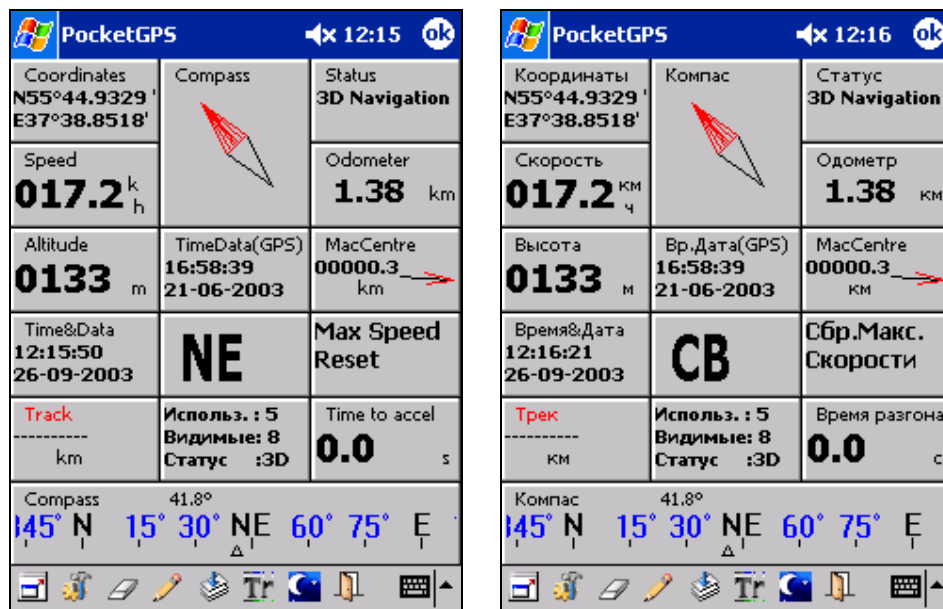 PocketGPS 12:15 ok
Coordinates
N55°44.9329 '
E37°38.8518'
Compass
Status
3D Navigation
Speed
017.2 k h
Odometer
1.38 km
Altitude
0133 m
TimeData(GPS)
16:58:39
21-06-2003
MacCentre
00000.3
km
Time&Data
12:15:50
26-09-2003
NE
Max Speed
Reset
Track
----------
km
Использ. : 5
Видимые: 8
Статус :3D
Time to accel
0.0 s
Compass 41.8°
345° N 15° 30° NE 60° 75° E
Tr
PocketGPS 12:16 ok
Координаты
N55°44.9329 '
E37°38.8518'
Компас
Статус
3D Navigation
Скорость
017.2 км ч
Одометр
1.38 км
Высота
0133 м
Вр.Дата(GPS)
16:58:39
21-06-2003
MacCentre
00000.3
км
Время&Дата
12:16:21
26-09-2003
СВ
Сбр.Макс.
Скорости
Трек
----------
км
Использ. : 5
Видимые: 8
Статус :3D
Время разгона
0.0 с
Компас 41.8°
345° N 15° 30° NE 60° 75° E
Tr